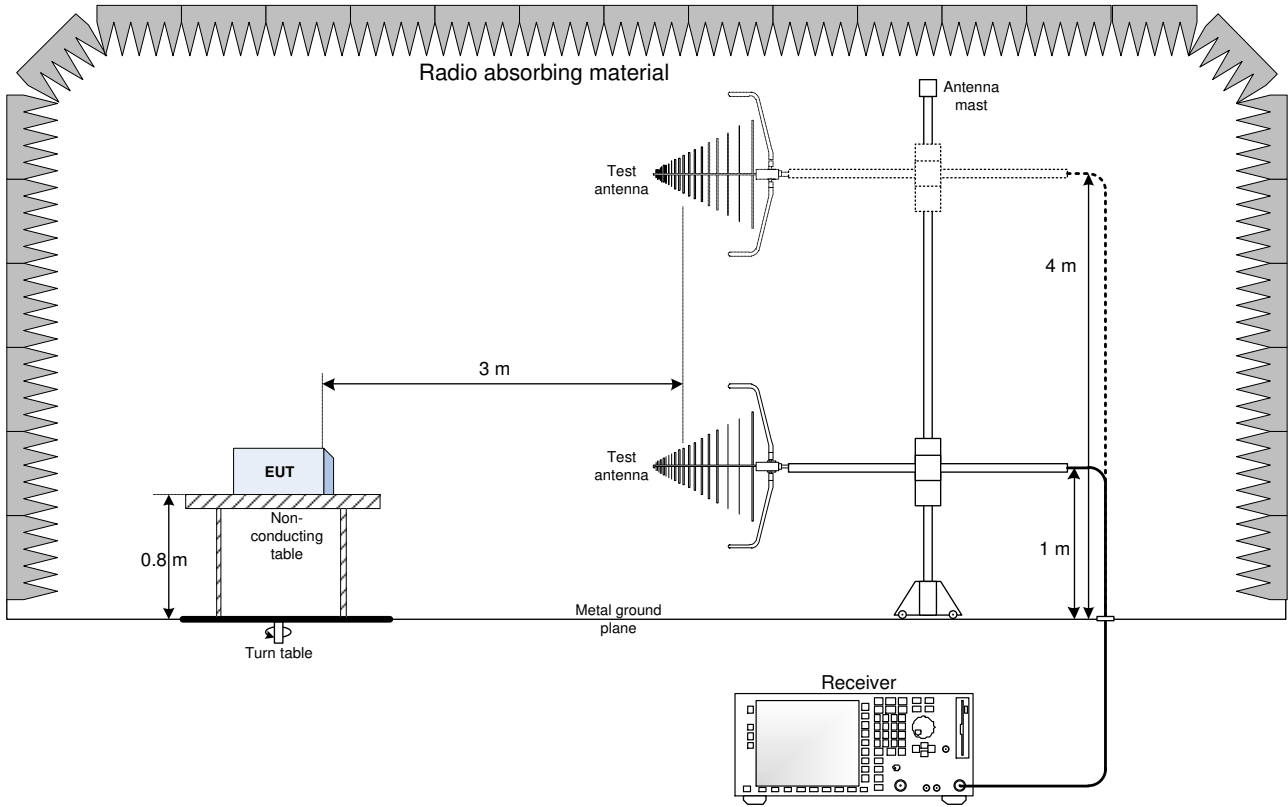 Radio absorbing material
Antenna
mast
Test
antenna
4 m
3 m
Test
antenna
EUT
Non-
conducting
table
0.8 m
1 m
Metal ground
plane
Turn table
Receiver